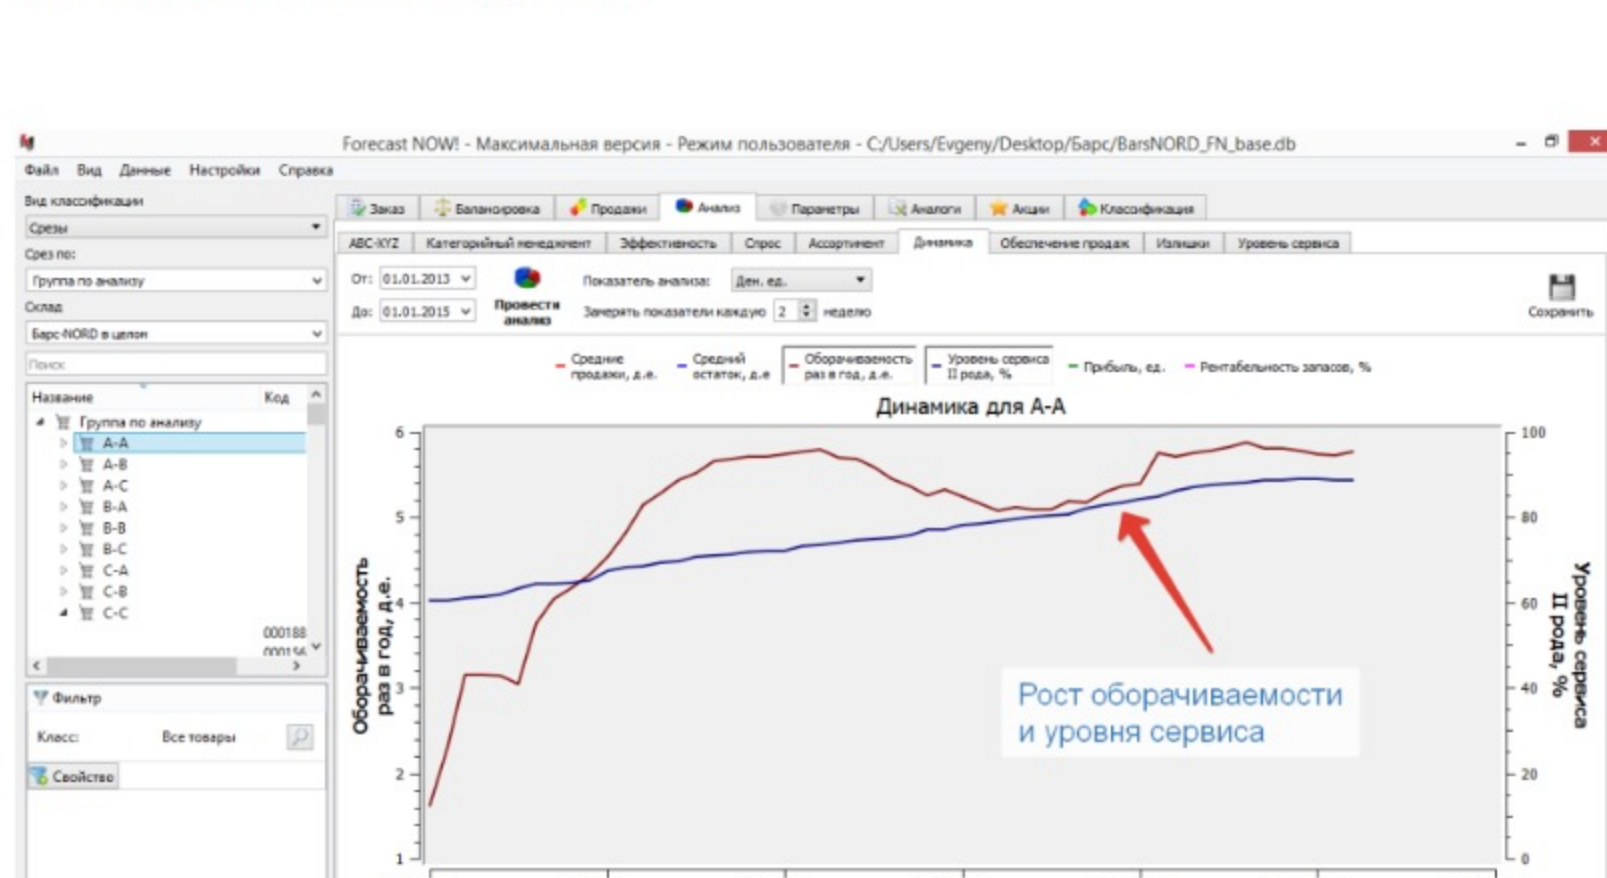 Forecast NOW! - Максимальная версия - Режим пользователя - C:/Users/Evgeny/Desktop/Барс/BarsNORD_FN_base.db
Файл Вид Данные Настройки Справка
Вид классификации
Срезы
Срез по:
Группа по анализу
Склад
Барс-NORD в целом
Поиск
Название Код
Группа по анализу
A-A
A-B
A-C
B-A
B-B
B-C
C-A
C-B
C-C
000188
000156
Фильтр
Класс: Все товары
Свойство
Заказ Балансировка Продажи Анализ Параметры Аналоги Акции Классификация
ABC-XYZ Категорийный менеджмент Эффективность Спрос Ассортимент Динамика Обеспечение продаж Излишки Уровень сервиса
От: 01.01.2013
До: 01.01.2015
Провести
анализ
Показатель анализа: Ден. ед.
Замерять показатели каждую 2 неделю
Сохранить
Средние
продажи, д.е.
Средний
остаток, д.е
Оборачиваемость
раз в год, д.е.
Уровень сервиса
II рода, %
Прибыль, ед.
Рентабельность запасов, %
Динамика для A-A
6
5
4
3
2
1
Оборачиваемость
раз в год, д.е.
100
80
60
40
20
0
Уровень сервиса
II рода, %
Рост оборачиваемости
и уровня сервиса